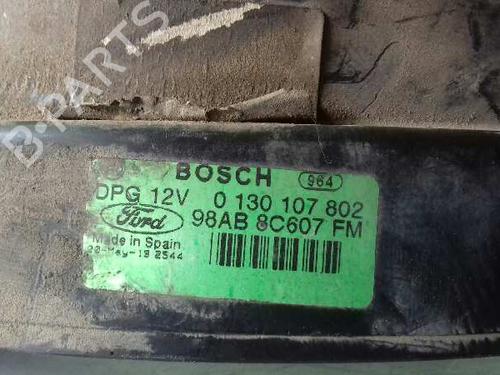 B-PARTS
BOSCH 964
DPG 12V 0 130 107 802
Ford 98AB 8C607 FM
Made in Spain